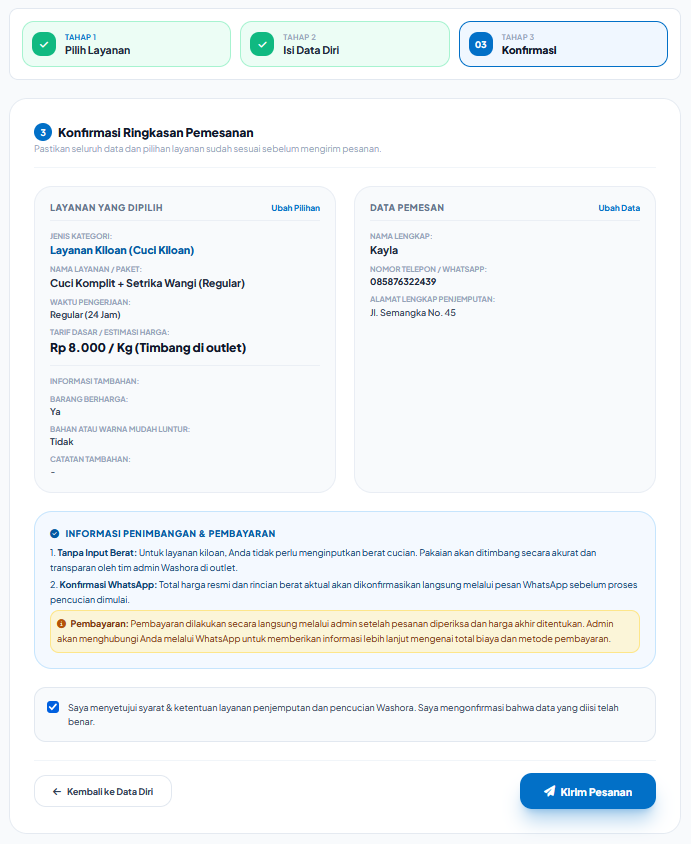 TAHAP 1
Pilih Layanan
TAHAP 2
Isi Data Diri
03
TAHAP 3
Konfirmasi
3 Konfirmasi Ringkasan Pemesanan
Pastikan seluruh data dan pilihan layanan sudah sesuai sebelum mengirim pesanan.
LAYANAN YANG DIPILIH
Ubah Pilihan
JENIS KATEGORI:
Layanan Kiloan (Cuci Kiloan)
NAMA LAYANAN / PAKET:
Cuci Komplit + Setrika Wangi (Regular)
WAKTU PENGERJAAN:
Regular (24 Jam)
TARIF DASAR / ESTIMASI HARGA:
Rp 8.000 / Kg (Timbang di outlet)
INFORMASI TAMBAHAN:
BARANG BERHARGA:
Ya
BAHAN ATAU WARNA MUDAH LUNTUR:
Tidak
CATATAN TAMBAHAN:
-
DATA PEMESAN
Ubah Data
NAMA LENGKAP:
Kayla
NOMOR TELEPON / WHATSAPP:
085876322439
ALAMAT LENGKAP PENJEMPUTAN:
Jl. Semangka No. 45
INFORMASI PENIMBANGAN & PEMBAYARAN
1. Tanpa Input Berat: Untuk layanan kiloan, Anda tidak perlu menginputkan berat cucian. Pakaian akan ditimbang secara akurat dan
transparan oleh tim admin Washora di outlet.
2. Konfirmasi WhatsApp: Total harga resmi dan rincian berat aktual akan dikonfirmasikan langsung melalui pesan WhatsApp sebelum proses
pencucian dimulai.
Pembayaran: Pembayaran dilakukan secara langsung melalui admin setelah pesanan diperiksa dan harga akhir ditentukan. Admin
akan menghubungi Anda melalui WhatsApp untuk memberikan informasi lebih lanjut mengenai total biaya dan metode pembayaran.
Saya menyetujui syarat & ketentuan layanan penjemputan dan pencucian Washora. Saya mengonfirmasi bahwa data yang diisi telah
benar.
← Kembali ke Data Diri
Kirim Pesanan